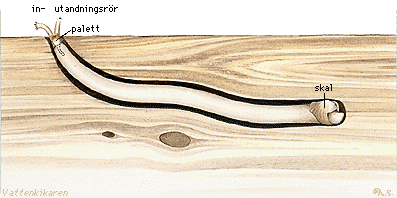 in- utandningsrör
palett
skal
Vattenkikaren